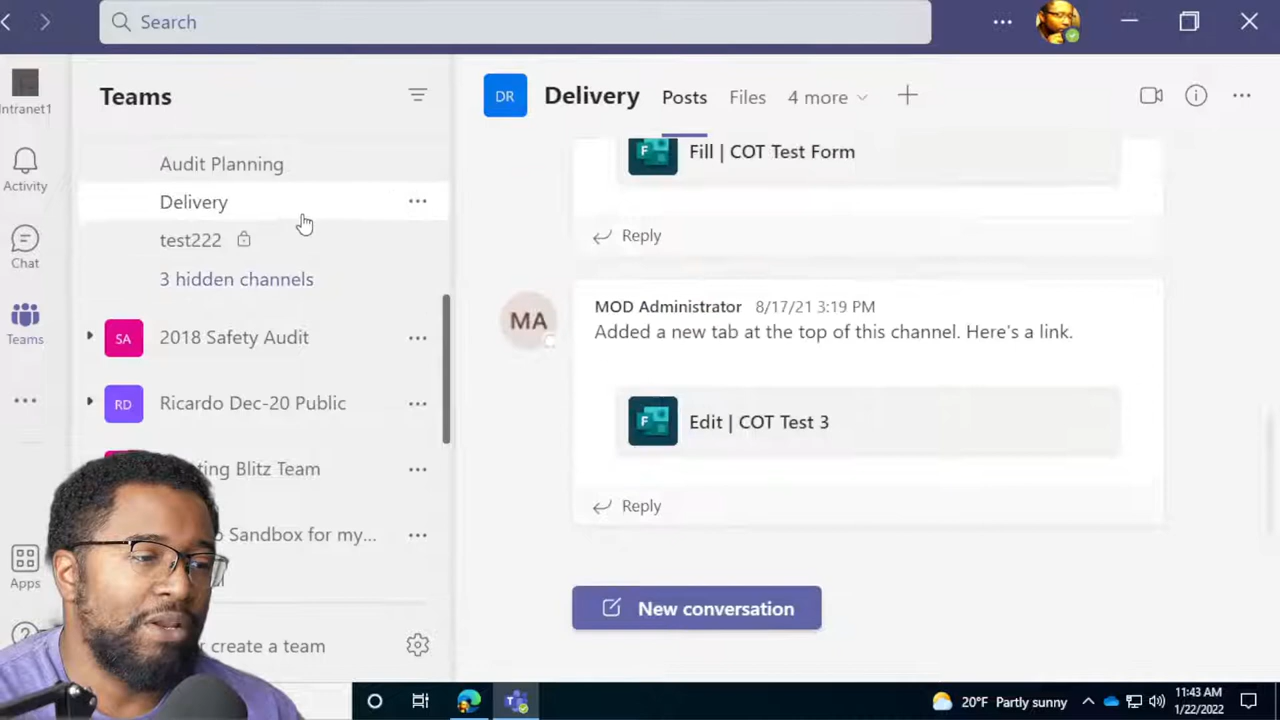 Search
Intranet1
Activity
Chat
Teams
Apps
Teams
Audit Planning
Delivery
test222
3 hidden channels
SA 2018 Safety Audit
RD Ricardo Dec-20 Public
Blitz Team
Sandbox for my...
create a team
DR Delivery Posts Files 4 more
F Fill | COT Test Form
Reply
MA MOD Administrator 8/17/21 3:19 PM
Added a new tab at the top of this channel. Here's a link.
F Edit | COT Test 3
Reply
New conversation
20°F Partly sunny
11:43 AM
1/22/2022